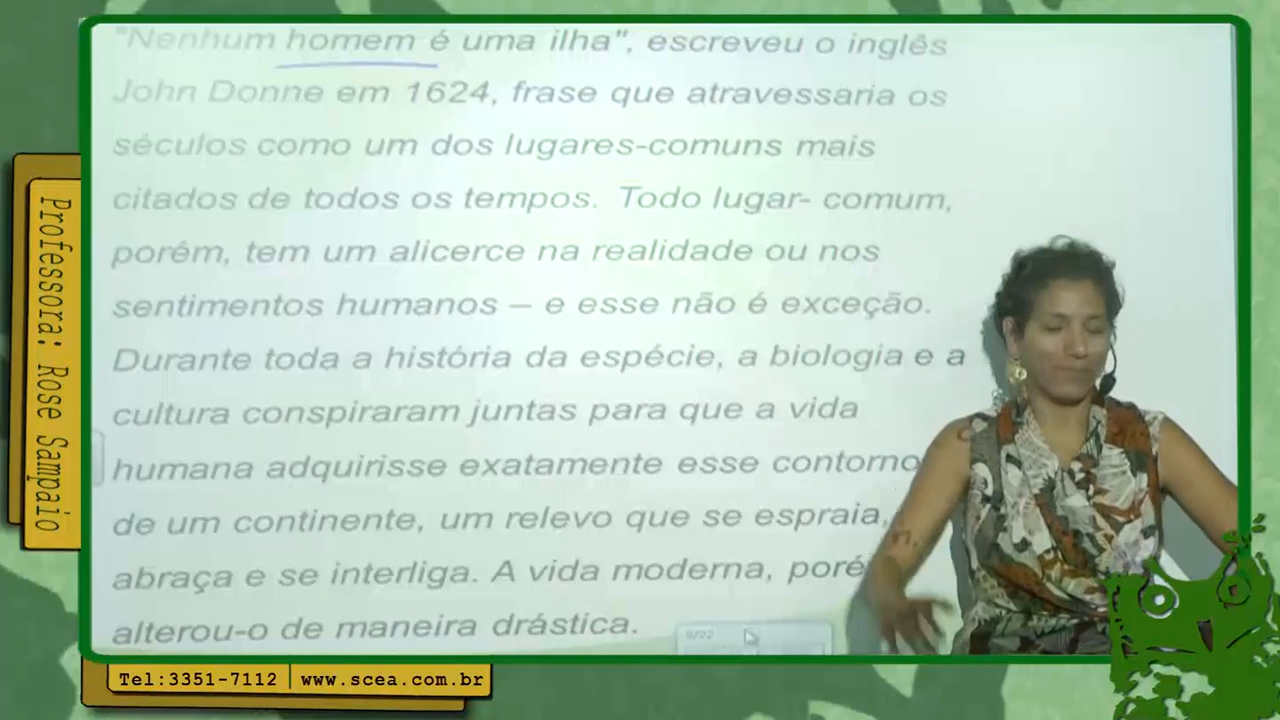 "Nenhum homem é uma ilha", escreveu o inglês
John Donne em 1624, frase que atravessaria os
séculos como um dos lugares-comuns mais
citados de todos os tempos. Todo lugar- comum,
porém, tem um alicerce na realidade ou nos
sentimentos humanos – e esse não é exceção.
Durante toda a história da espécie, a biologia e a
cultura conspiraram juntas para que a vida
humana adquirisse exatamente esse contorno
de um continente, um relevo que se espraia,
abraça e se interliga. A vida moderna, poré
alterou-o de maneira drástica.
8/22
Professora: Rose Sampaio
Tel:3351-7112 | www.scea.com.br